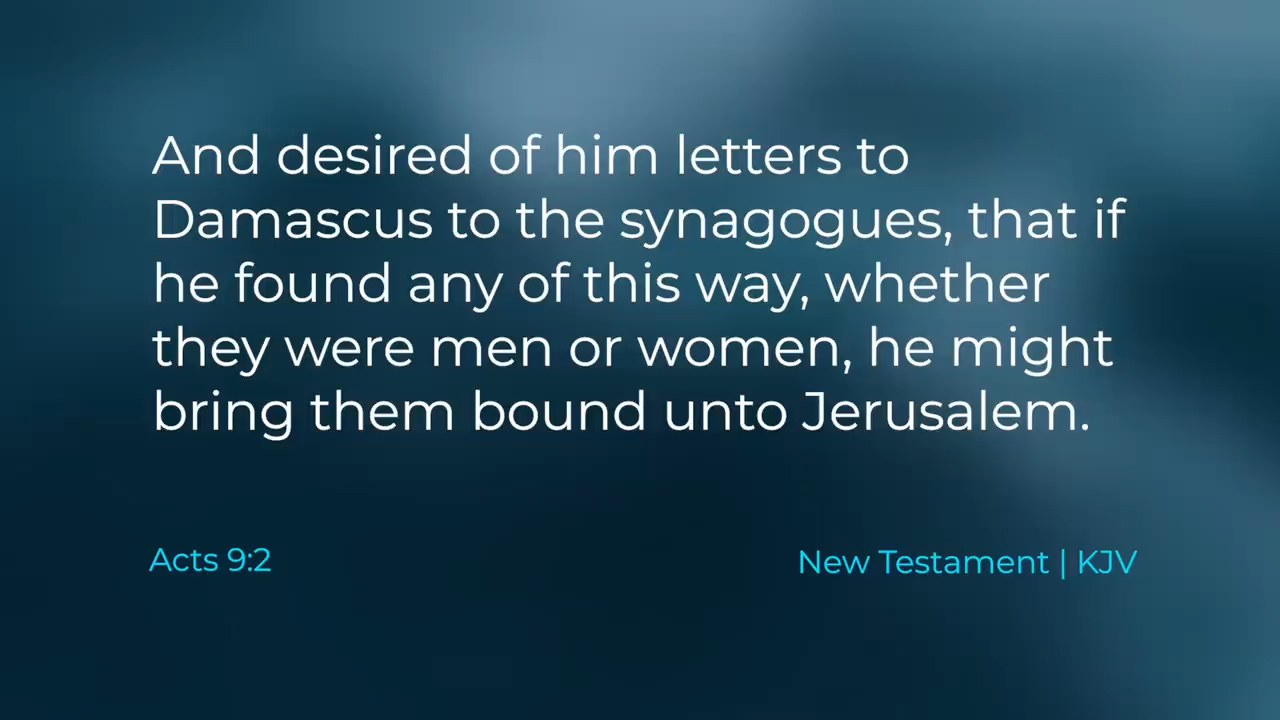 And desired of him letters to
Damascus to the synagogues, that if
he found any of this way, whether
they were men or women, he might
bring them bound unto Jerusalem.
Acts 9:2
New Testament | KJV